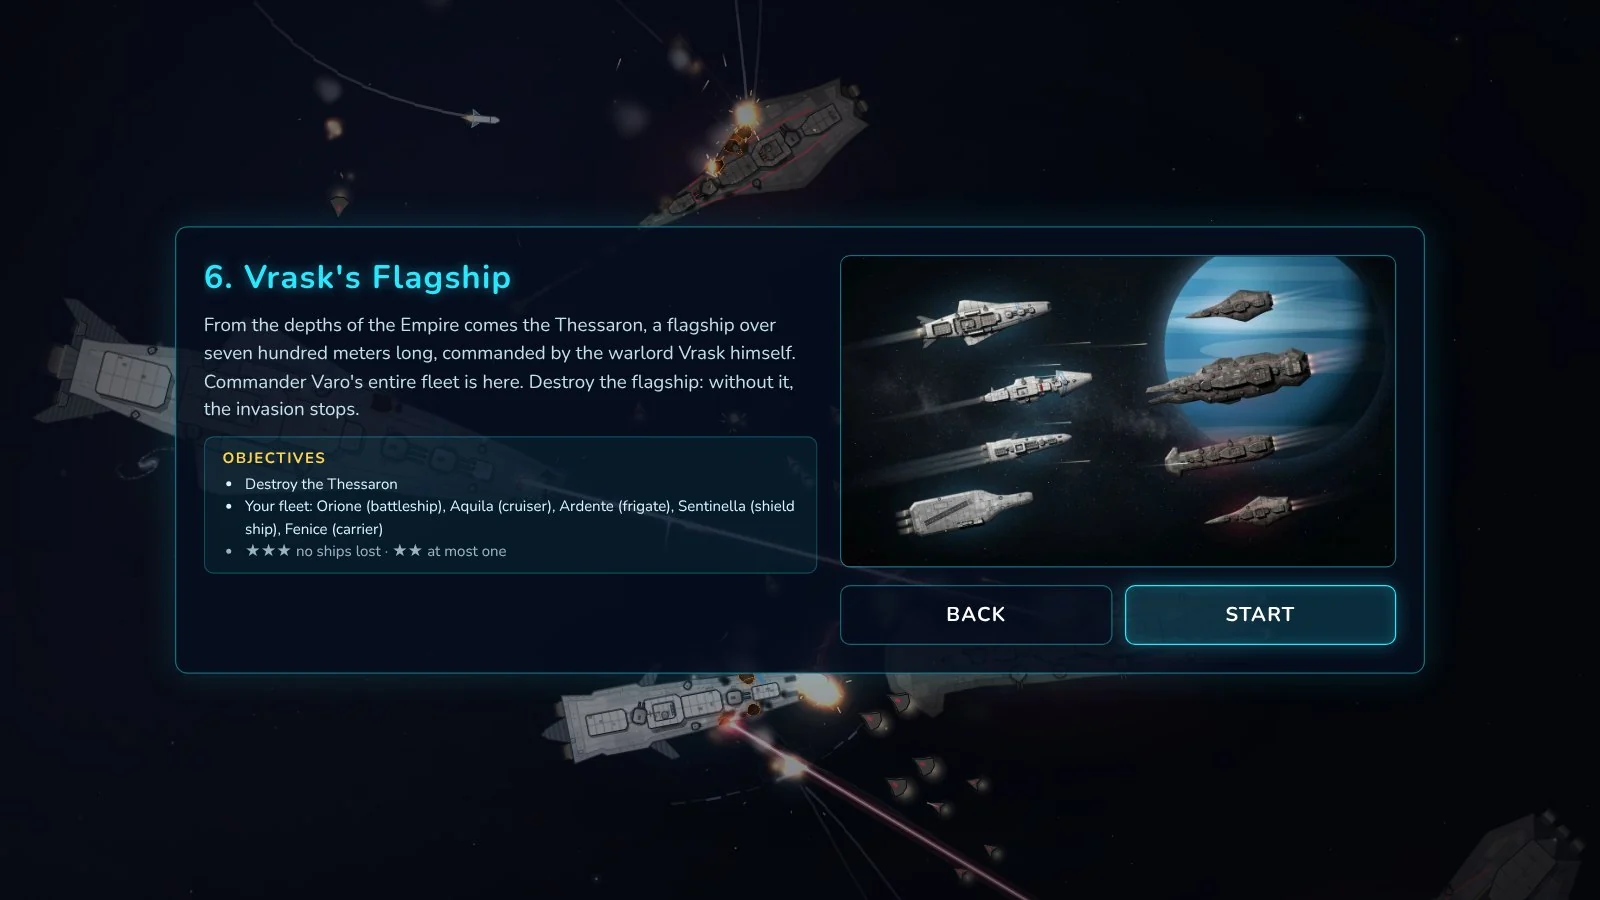 6. Vrask's Flagship
From the depths of the Empire comes the Thessaron, a flagship over
seven hundred meters long, commanded by the warlord Vrask himself.
Commander Varo's entire fleet is here. Destroy the flagship: without it,
the invasion stops.
OBJECTIVES
• Destroy the Thessaron
• Your fleet: Orione (battleship), Aquila (cruiser), Ardente (frigate), Sentinella (shield
ship), Fenice (carrier)
• ★★★ no ships lost · ★★ at most one
BACK
START